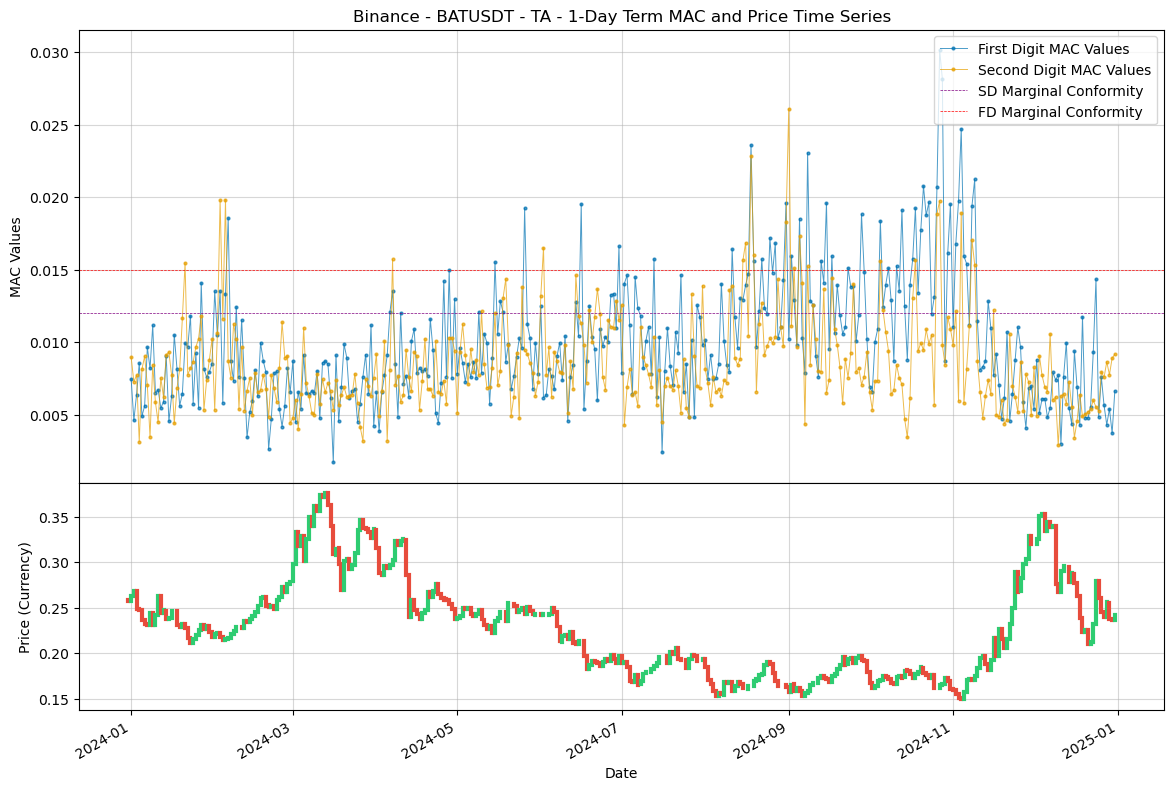 Binance - BATUSDT - TA - 1-Day Term MAC and Price Time Series
First Digit MAC Values
Second Digit MAC Values
SD Marginal Conformity
FD Marginal Conformity
MAC Values
0.030
0.025
0.020
0.015
0.010
0.005
Price (Currency)
0.35
0.30
0.25
0.20
0.15
2024-01
2024-03
2024-05
2024-07
2024-09
2024-11
2025-01
Date